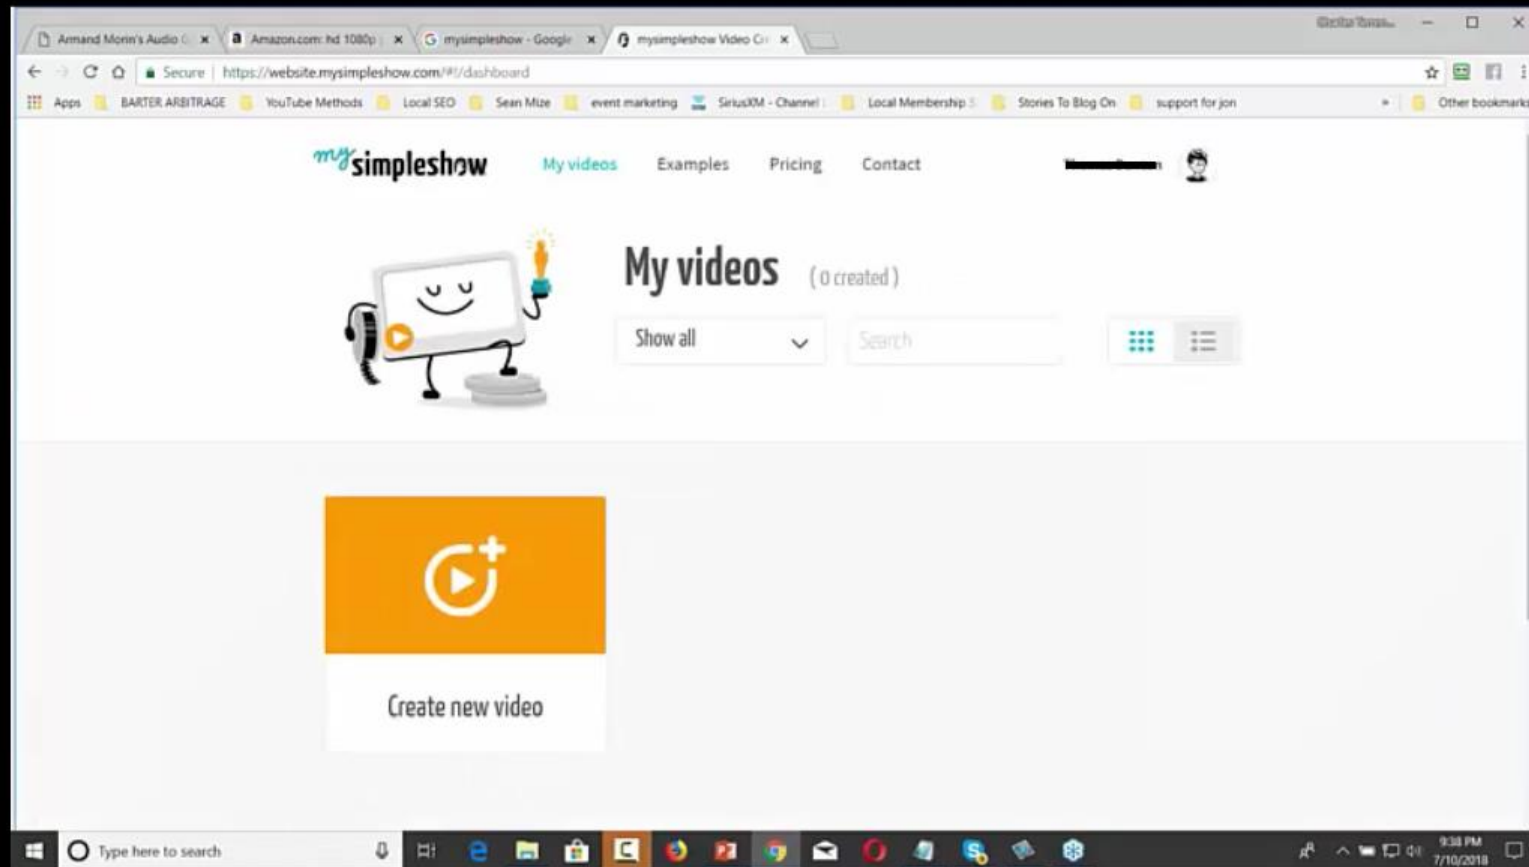 Armand Morin's Audio
Amazon.com: hd 1080p
mysimpleshow - Google
mysimpleshow Video Cr
Secure https://website.mysimpleshow.com/#!/dashboard
Apps BARTER ARBITRAGE YouTube Methods Local SEO Sean Mize event marketing SiriusXM - Channel Local Membership S Stories To Blog On support for jon » Other bookmarks
mysimpleshow My videos Examples Pricing Contact
My videos ( 0 created )
Show all Search
Create new video
Type here to search
9:38 PM
7/10/2018